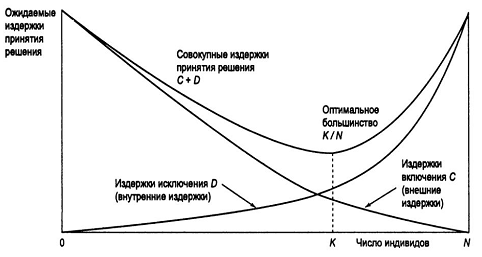 Ожидаемые
издержки
принятия
решения
Совокупные издержки
принятия решения
C + D
Оптимальное
большинство
K / N
Издержки исключения D
(внутренние издержки)
Издержки
включения C
(внешние
издержки)
0
K
Число индивидов
N